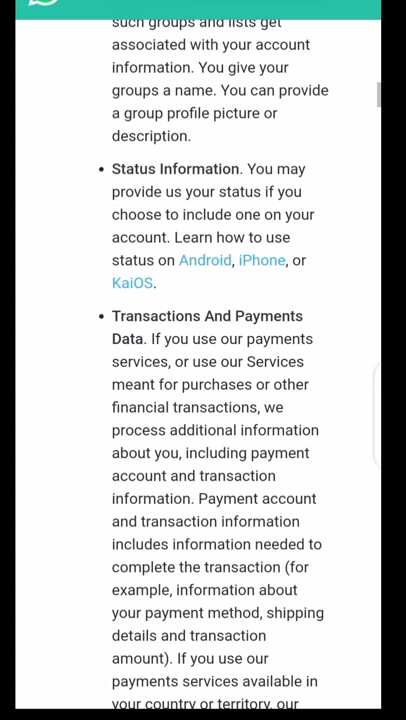 such groups and lists get
associated with your account
information. You give your
groups a name. You can provide
a group profile picture or
description.
• Status Information. You may
provide us your status if you
choose to include one on your
account. Learn how to use
status on Android, iPhone, or
KaiOS.
• Transactions And Payments
Data. If you use our payments
services, or use our Services
meant for purchases or other
financial transactions, we
process additional information
about you, including payment
account and transaction
information. Payment account
and transaction information
includes information needed to
complete the transaction (for
example, information about
your payment method, shipping
details and transaction
amount). If you use our
payments services available in
your country or territory, our